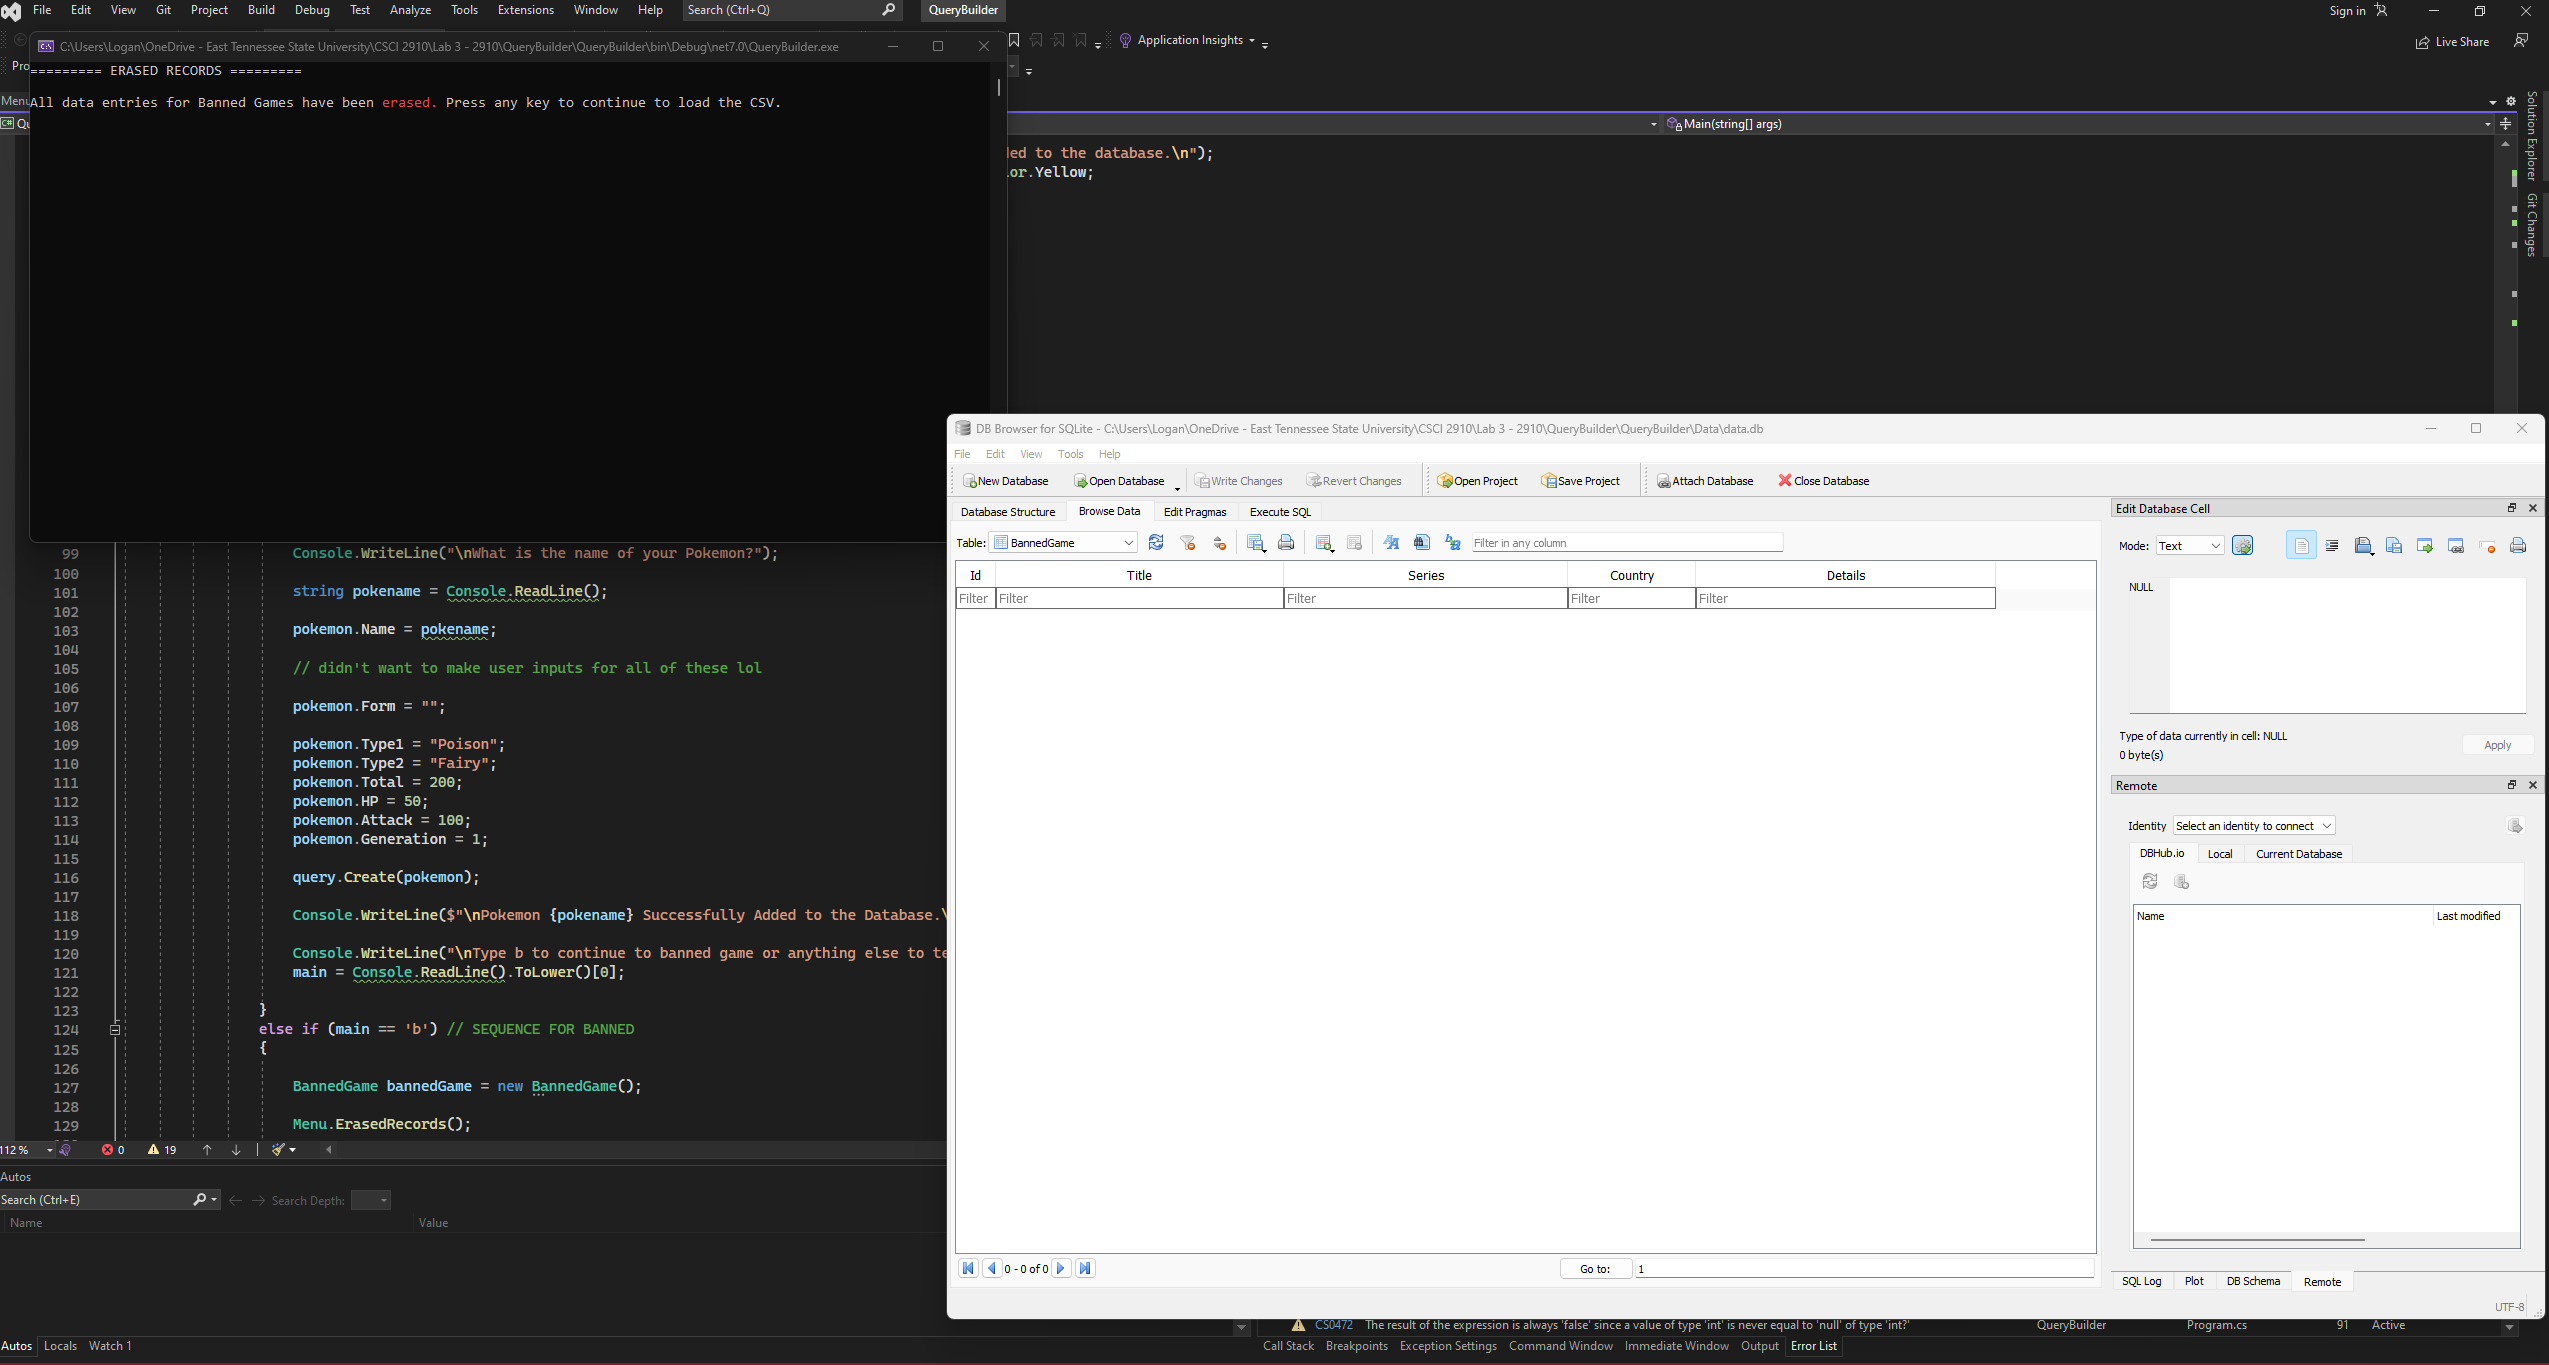 File Edit View Git Project Build Debug Test Analyze Tools Extensions Window Help Search (Ctrl+Q) QueryBuilder Sign in
C:\Users\Logan\OneDrive - East Tennessee State University\CSCI 2910\Lab 3 - 2910\QueryBuilder\QueryBuilder\bin\Debug\net7.0\QueryBuilder.exe
Application Insights
Live Share
Pro
========= ERASED RECORDS =========
Menu
All data entries for Banned Games have been erased. Press any key to continue to load the CSV.
C# Qu
Main(string[] args)
Solution Explorer
Git Changes
ded to the database.\n");
or.Yellow;
DB Browser for SQLite - C:\Users\Logan\OneDrive - East Tennessee State University\CSCI 2910\Lab 3 - 2910\QueryBuilder\QueryBuilder\Data\data.db
File Edit View Tools Help
New Database Open Database Write Changes Revert Changes Open Project Save Project Attach Database Close Database
Database Structure Browse Data Edit Pragmas Execute SQL
Table: BannedGame Filter in any column
Id Title Series Country Details
Filter Filter Filter Filter Filter
0 - 0 of 0 Go to: 1
Edit Database Cell
Mode: Text
NULL
Type of data currently in cell: NULL
0 byte(s)
Apply
Remote
Identity Select an identity to connect
DBHub.io Local Current Database
Name Last modified
SQL Log Plot DB Schema Remote
UTF-8
99 Console.WriteLine("\nWhat is the name of your Pokemon?");
100
101 string pokename = Console.ReadLine();
102
103 pokemon.Name = pokename;
104
105 // didn't want to make user inputs for all of these lol
106
107 pokemon.Form = "";
108
109 pokemon.Type1 = "Poison";
110 pokemon.Type2 = "Fairy";
111 pokemon.Total = 200;
112 pokemon.HP = 50;
113 pokemon.Attack = 100;
114 pokemon.Generation = 1;
115
116 query.Create(pokemon);
117
118 Console.WriteLine($"\nPokemon {pokename} Successfully Added to the Database.\
119
120 Console.WriteLine("\nType b to continue to banned game or anything else to te
121 main = Console.ReadLine().ToLower()[0];
122
123 }
124 else if (main == 'b') // SEQUENCE FOR BANNED
125 {
126
127 BannedGame bannedGame = new BannedGame();
128
129 Menu.ErasedRecords();
112 % 0 19
Autos
Search (Ctrl+E) Search Depth:
Name Value
CS0472 The result of the expression is always 'false' since a value of type 'int' is never equal to 'null' of type 'int?' QueryBuilder Program.cs 91 Active
Autos Locals Watch 1
Call Stack Breakpoints Exception Settings Command Window Immediate Window Output Error List